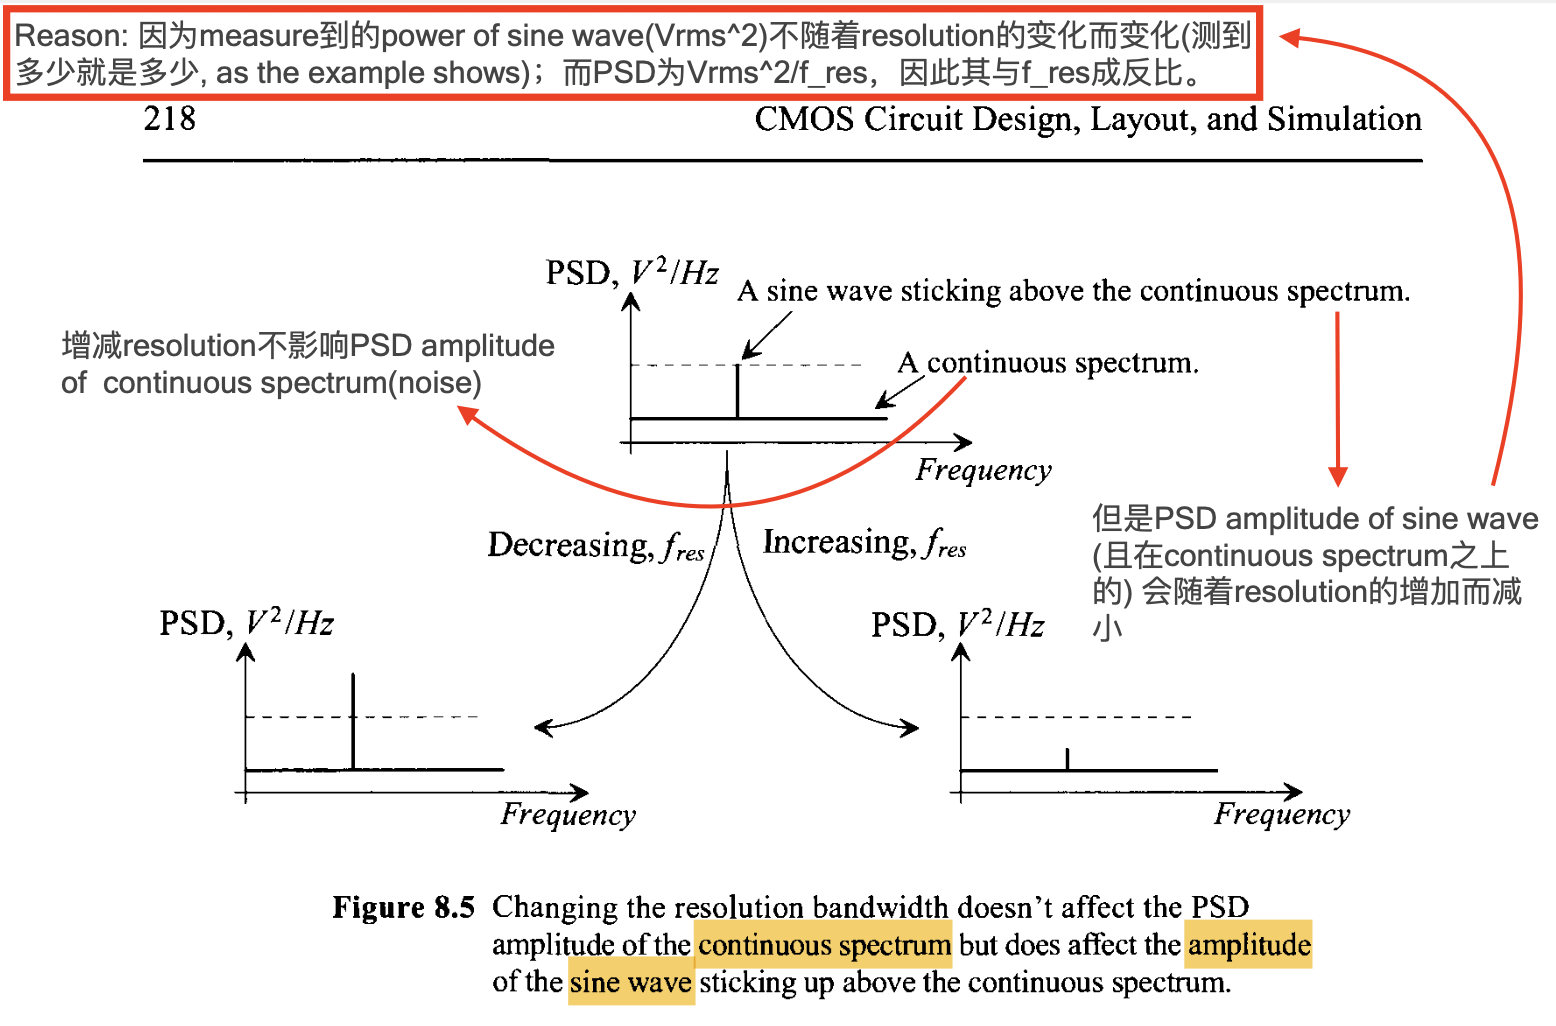 Reason: 因为measure到的power of sine wave(Vrms^2)不随着resolution的变化而变化(测到
多少就是多少, as the example shows)；而PSD为Vrms^2/f_res，因此其与f_res成反比。
218
CMOS Circuit Design, Layout, and Simulation
PSD, V²/Hz
A sine wave sticking above the continuous spectrum.
A continuous spectrum.
增减resolution不影响PSD amplitude
of continuous spectrum(noise)
Frequency
但是PSD amplitude of sine wave
(且在continuous spectrum之上
的) 会随着resolution的增加而减
小
Decreasing, fres
Increasing, fres
PSD, V²/Hz
PSD, V²/Hz
Frequency
Frequency
Figure 8.5 Changing the resolution bandwidth doesn't affect the PSD
amplitude of the continuous spectrum but does affect the amplitude
of the sine wave sticking up above the continuous spectrum.